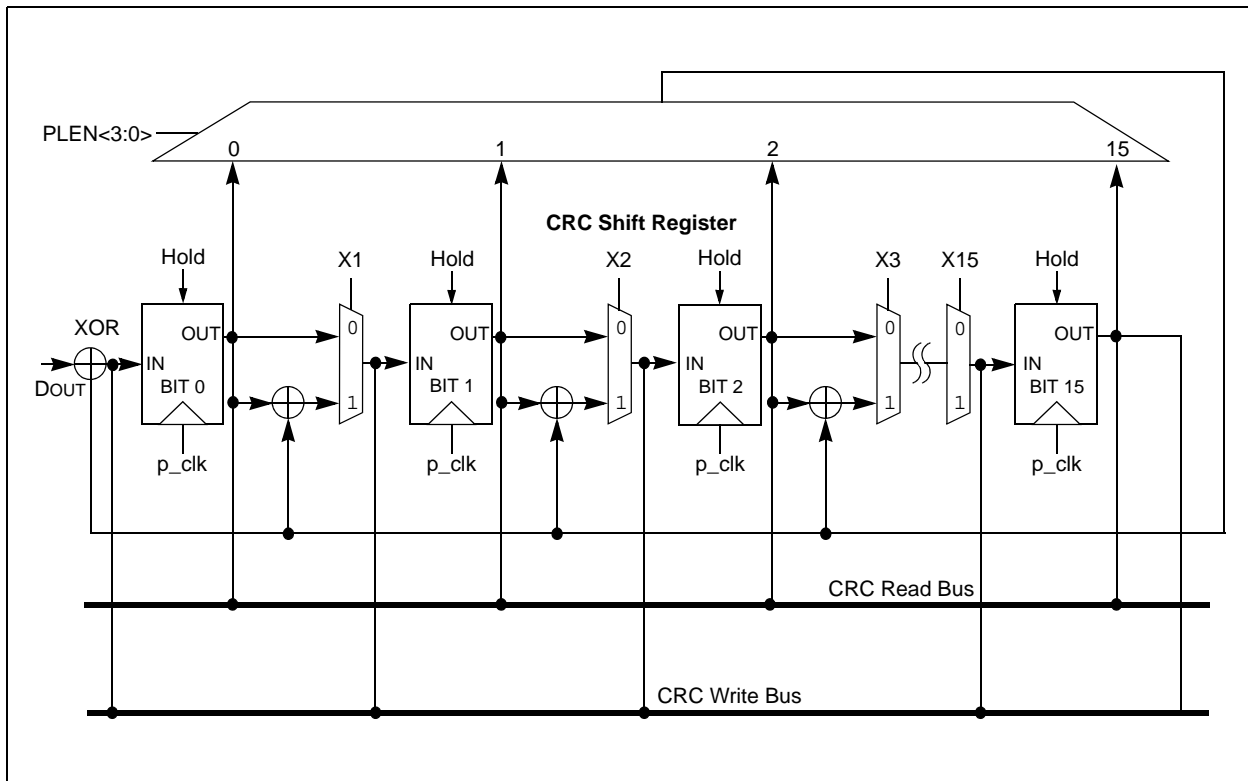 PLEN<3:0>
0 1 2 15
CRC Shift Register
Hold X1 Hold X2 Hold X3 X15 Hold
XOR OUT 0 OUT 0 OUT 0 0 OUT
IN IN IN IN
DOUT BIT 0 1 BIT 1 1 BIT 2 1 1 BIT 15
p_clk p_clk p_clk p_clk
CRC Read Bus
CRC Write Bus